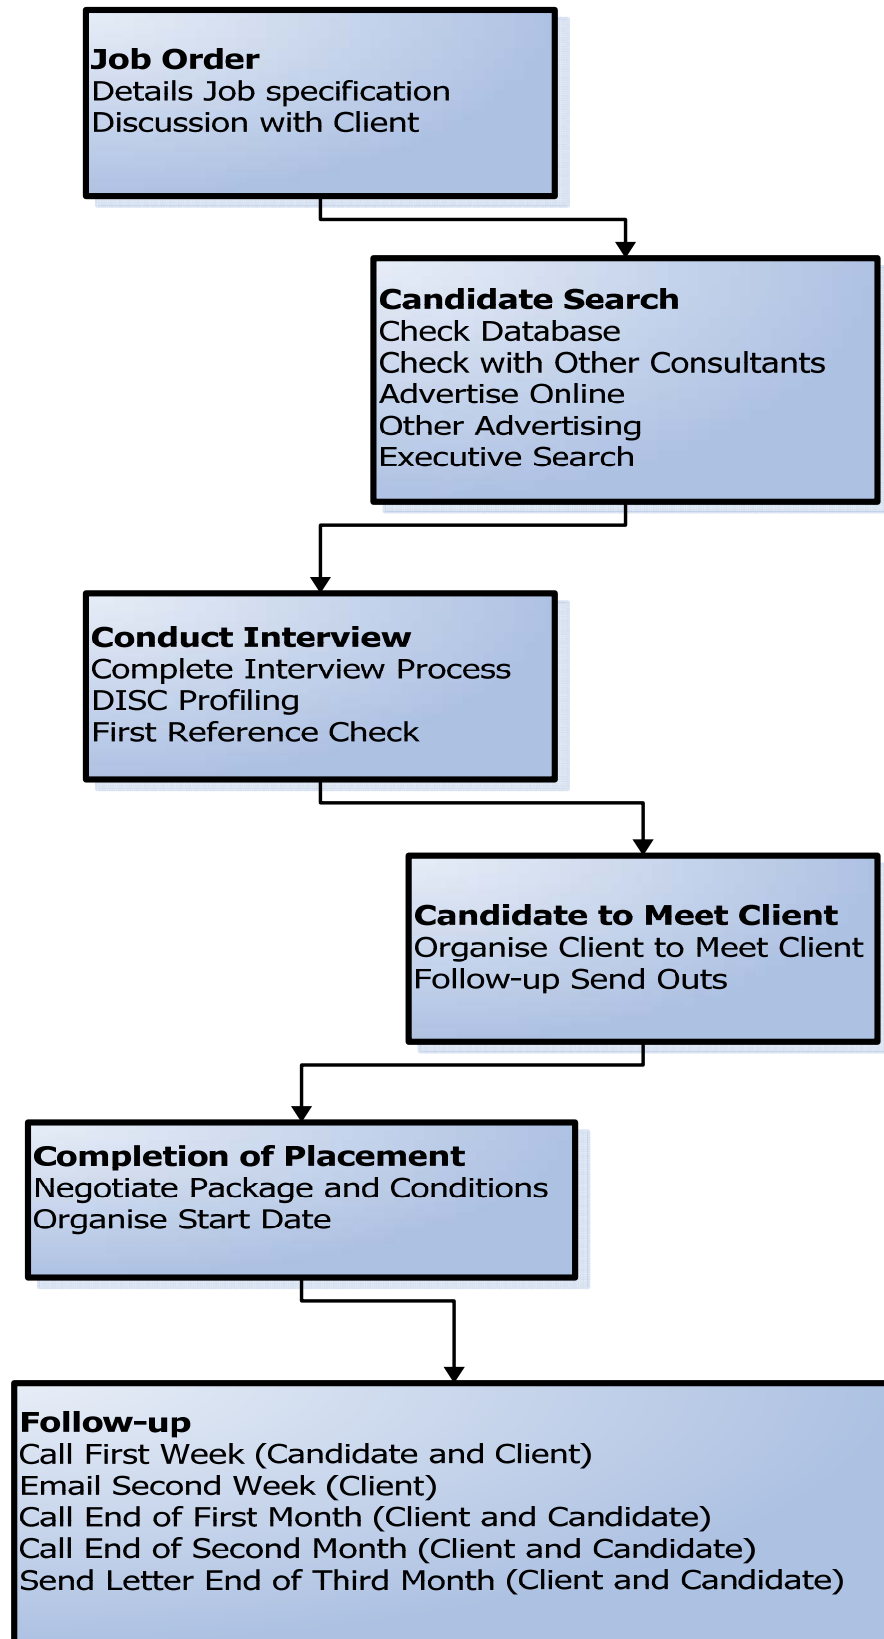 Job Order
Details Job specification
Discussion with Client
Candidate Search
Check Database
Check with Other Consultants
Advertise Online
Other Advertising
Executive Search
Conduct Interview
Complete Interview Process
DISC Profiling
First Reference Check
Candidate to Meet Client
Organise Client to Meet Client
Follow-up Send Outs
Completion of Placement
Negotiate Package and Conditions
Organise Start Date
Follow-up
Call First Week (Candidate and Client)
Email Second Week (Client)
Call End of First Month (Client and Candidate)
Call End of Second Month (Client and Candidate)
Send Letter End of Third Month (Client and Candidate)